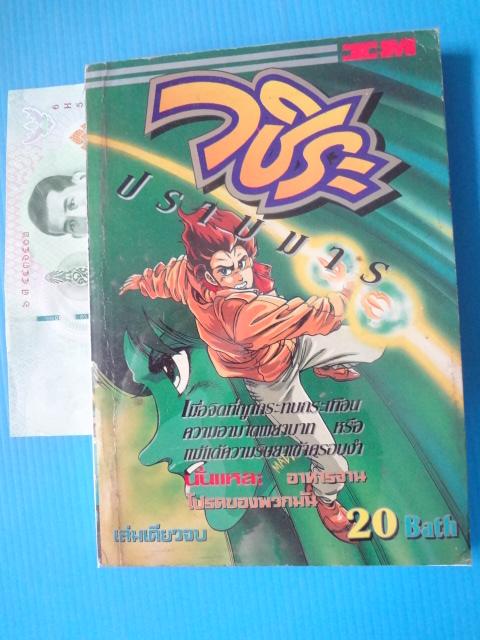 I·M
วชิระ
ปราบมาร
เมื่อจิตที่ถูกกระทบกระเทือน
ความอาฆาตพยาบาท หรือ
แม้แต่ความริษยาเข้าครอบงำ
นั่นแหละ อาหารจาน
โปรดของพวกมัน
20 Bath
เล่มเดียวจบ